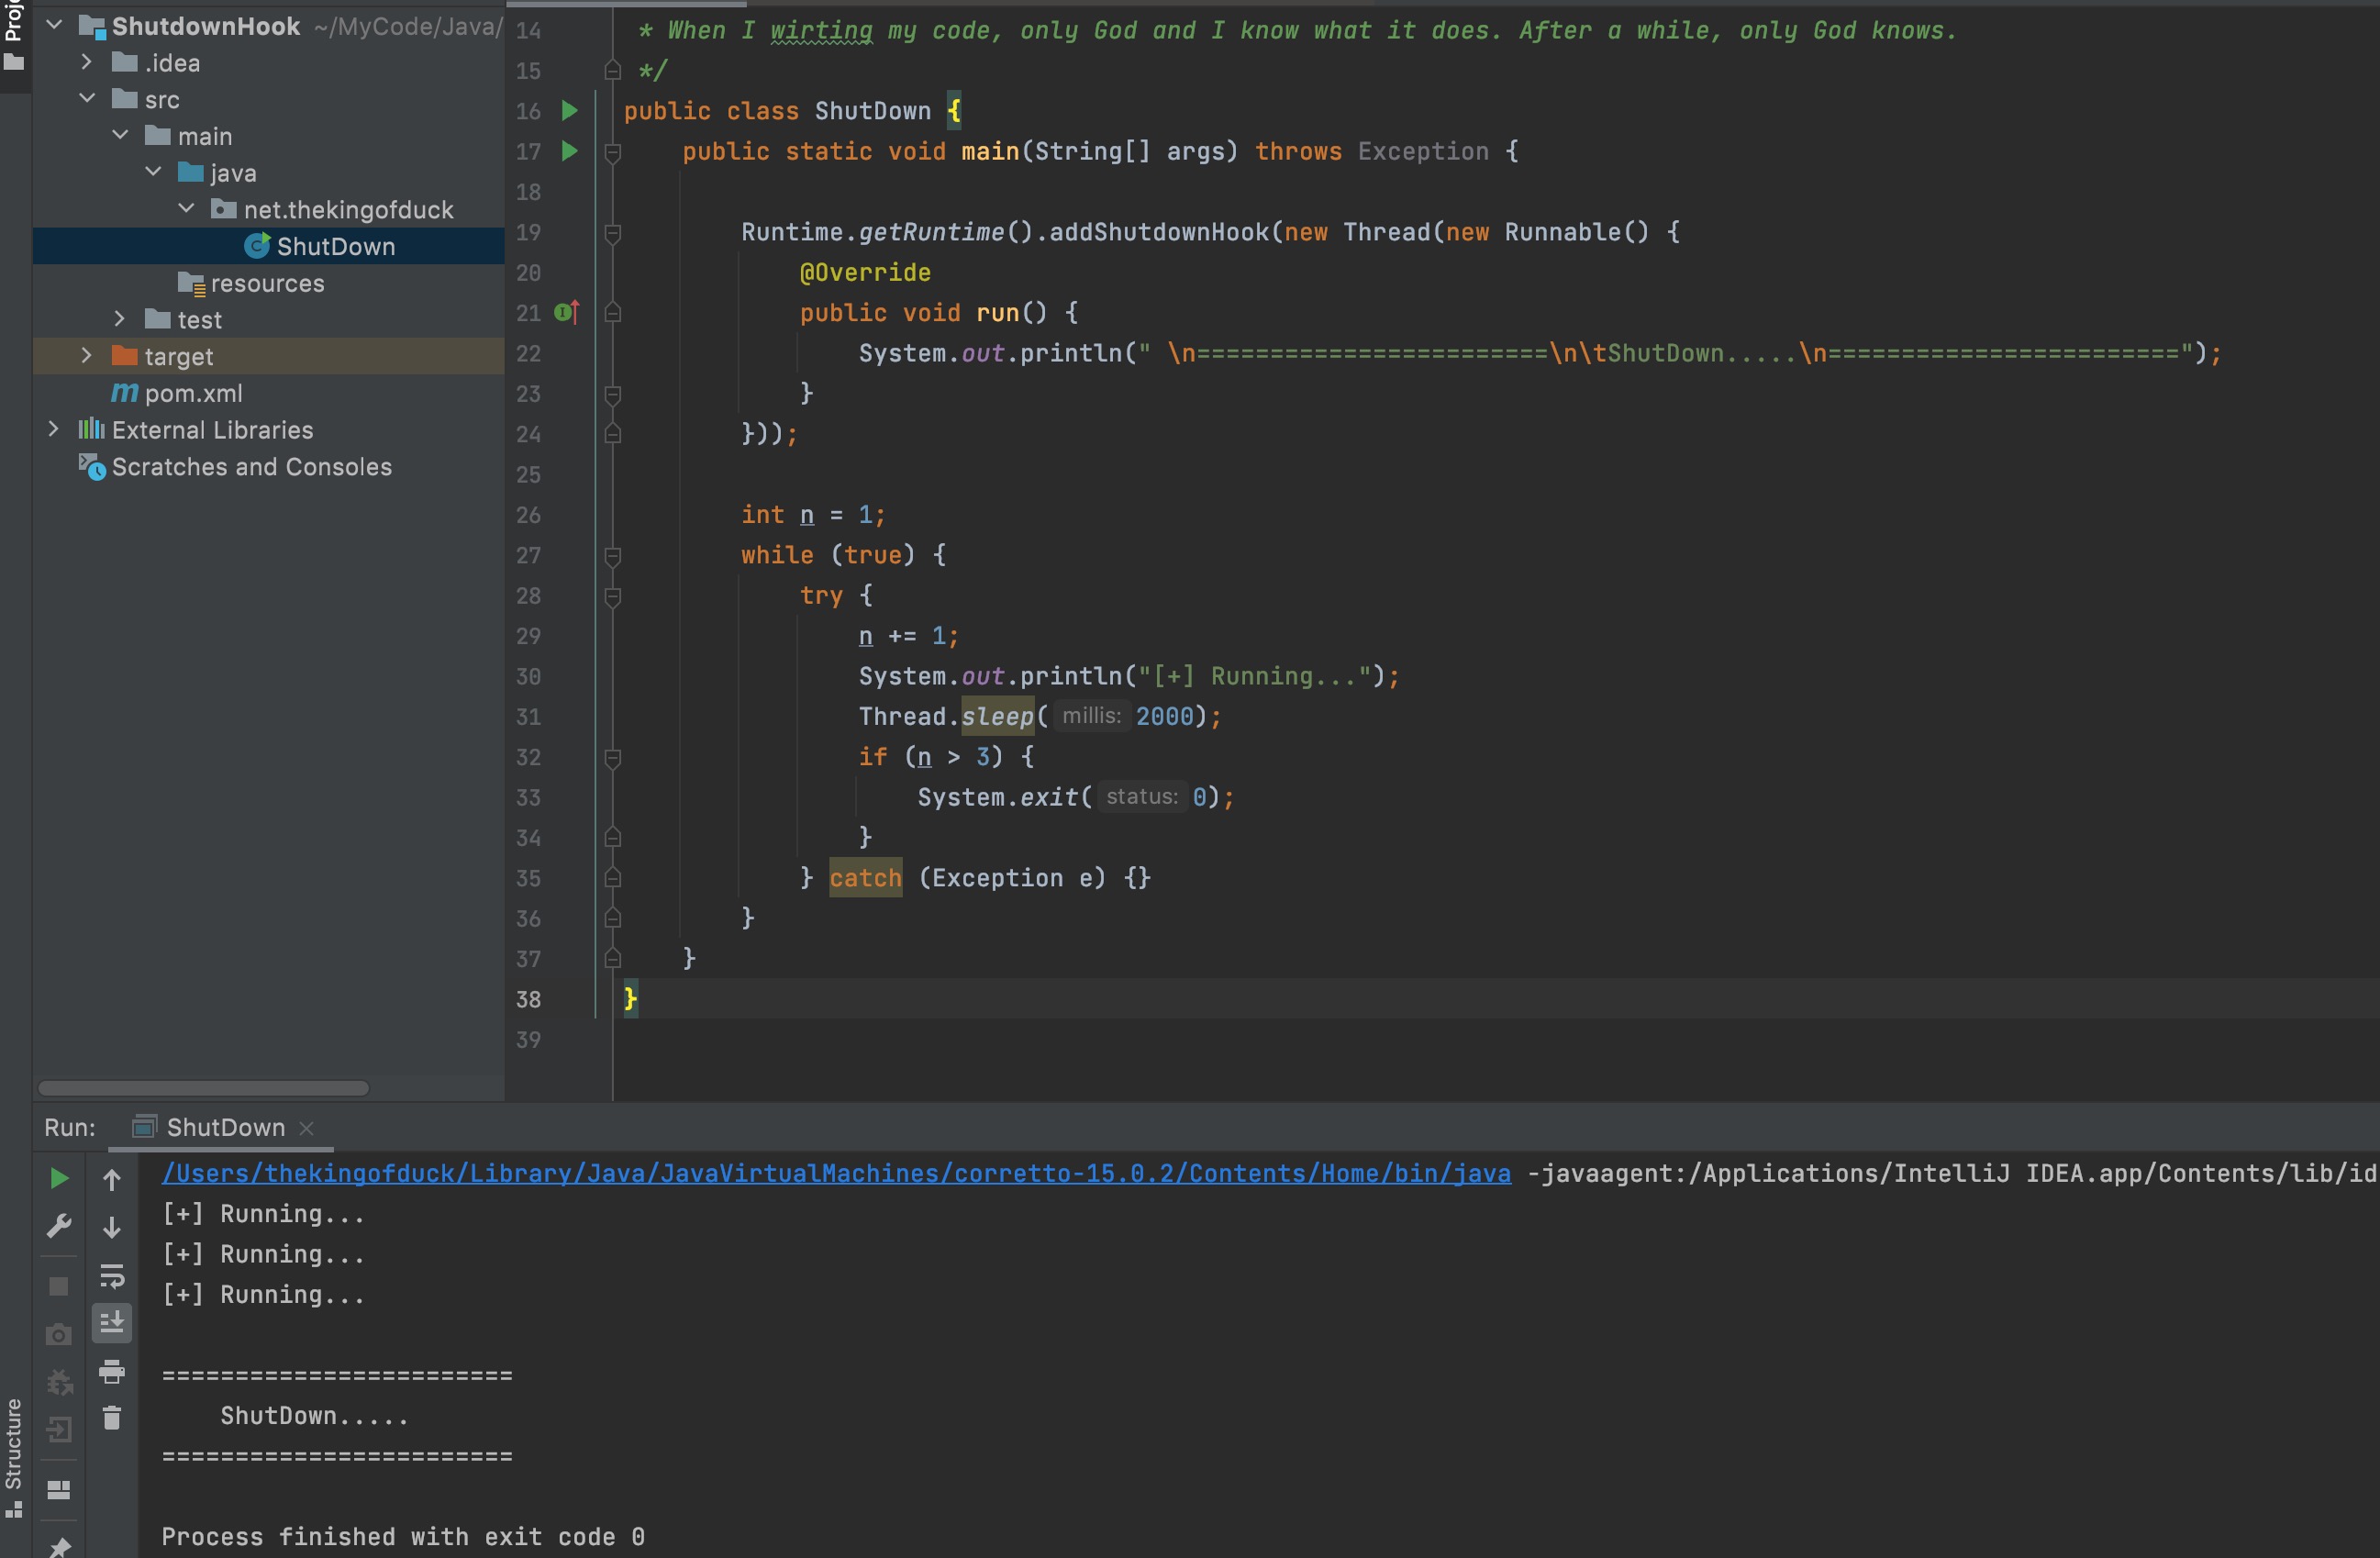 Proje
ShutdownHook ~/MyCode/Java/
.idea
src
main
java
net.thekingofduck
ShutDown
resources
test
target
pom.xml
External Libraries
Scratches and Consoles
14 * When I wirting my code, only God and I know what it does. After a while, only God knows.
15 */
16 public class ShutDown {
17 public static void main(String[] args) throws Exception {
18
19 Runtime.getRuntime().addShutdownHook(new Thread(new Runnable() {
20 @Override
21 public void run() {
22 System.out.println(" \n========================\n\tShutDown.....\n========================");
23 }
24 }));
25
26 int n = 1;
27 while (true) {
28 try {
29 n += 1;
30 System.out.println("[+] Running...");
31 Thread.sleep( millis: 2000);
32 if (n > 3) {
33 System.exit( status: 0);
34 }
35 } catch (Exception e) {}
36 }
37 }
38 }
39
Run: ShutDown
/Users/thekingofduck/Library/Java/JavaVirtualMachines/corretto-15.0.2/Contents/Home/bin/java -javaagent:/Applications/IntelliJ IDEA.app/Contents/lib/id
[+] Running...
[+] Running...
[+] Running...
========================
ShutDown.....
========================
Process finished with exit code 0
Structure